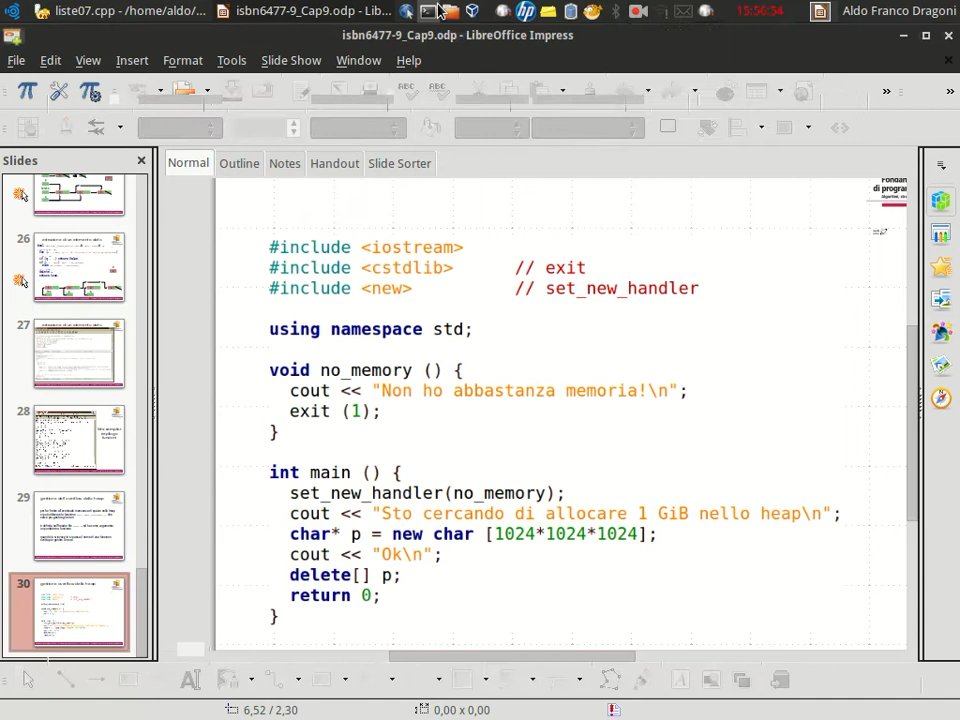 liste07.cpp - /home/aldo/...
isbn6477-9_Cap9.odp - Lib...
15:56:54
Aldo Franco Dragoni
isbn6477-9_Cap9.odp - LibreOffice Impress
File Edit View Insert Format Tools Slide Show Window Help
Slides
Normal Outline Notes Handout Slide Sorter
Fondan
di program
26
27
28
29
30
#include <iostream>
#include <cstdlib> // exit
#include <new> // set_new_handler
using namespace std;
void no_memory () {
cout << "Non ho abbastanza memoria!\n";
exit (1);
}
int main () {
set_new_handler(no_memory);
cout << "Sto cercando di allocare 1 GiB nello heap\n";
char* p = new char [1024*1024*1024];
cout << "Ok\n";
delete[] p;
return 0;
}
6,52 / 2,30
0,00 x 0,00